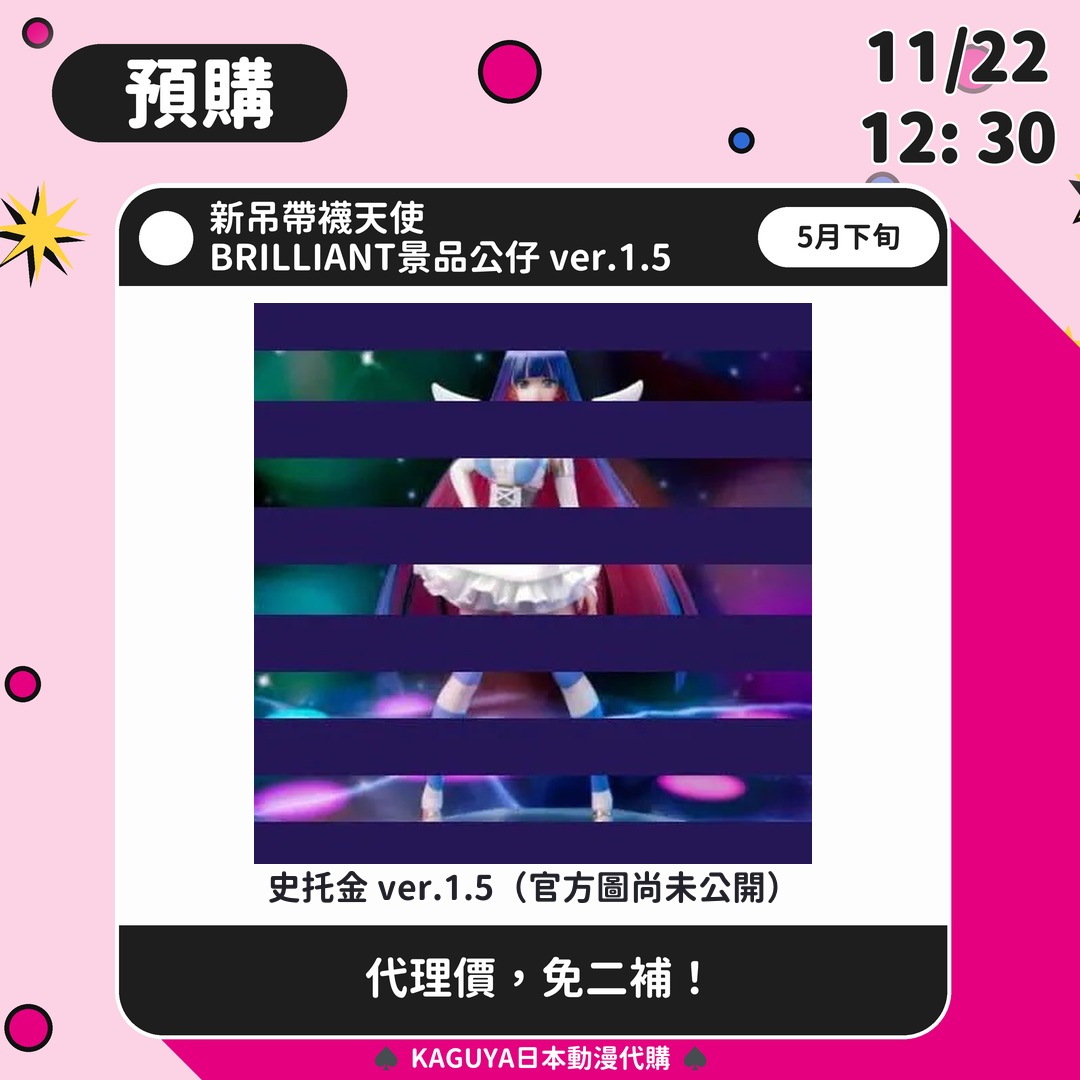 預購
11/22
12: 30
新吊帶襪天使
BRILLIANT景品公仔 ver.1.5
5月下旬
史托金 ver.1.5（官方圖尚未公開）
代理價，免二補！
♠ KAGUYA日本動漫代購 ♠